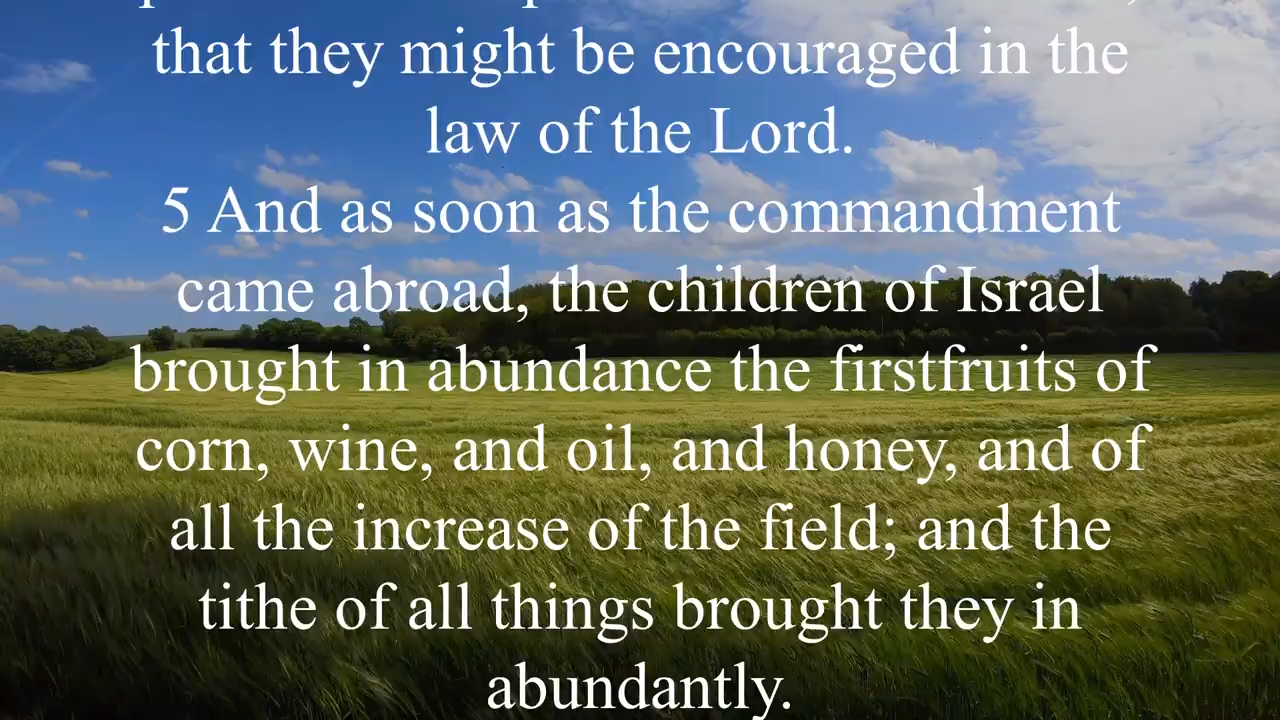 that they might be encouraged in the
law of the Lord.
5 And as soon as the commandment
came abroad, the children of Israel
brought in abundance the firstfruits of
corn, wine, and oil, and honey, and of
all the increase of the field; and the
tithe of all things brought they in
abundantly.